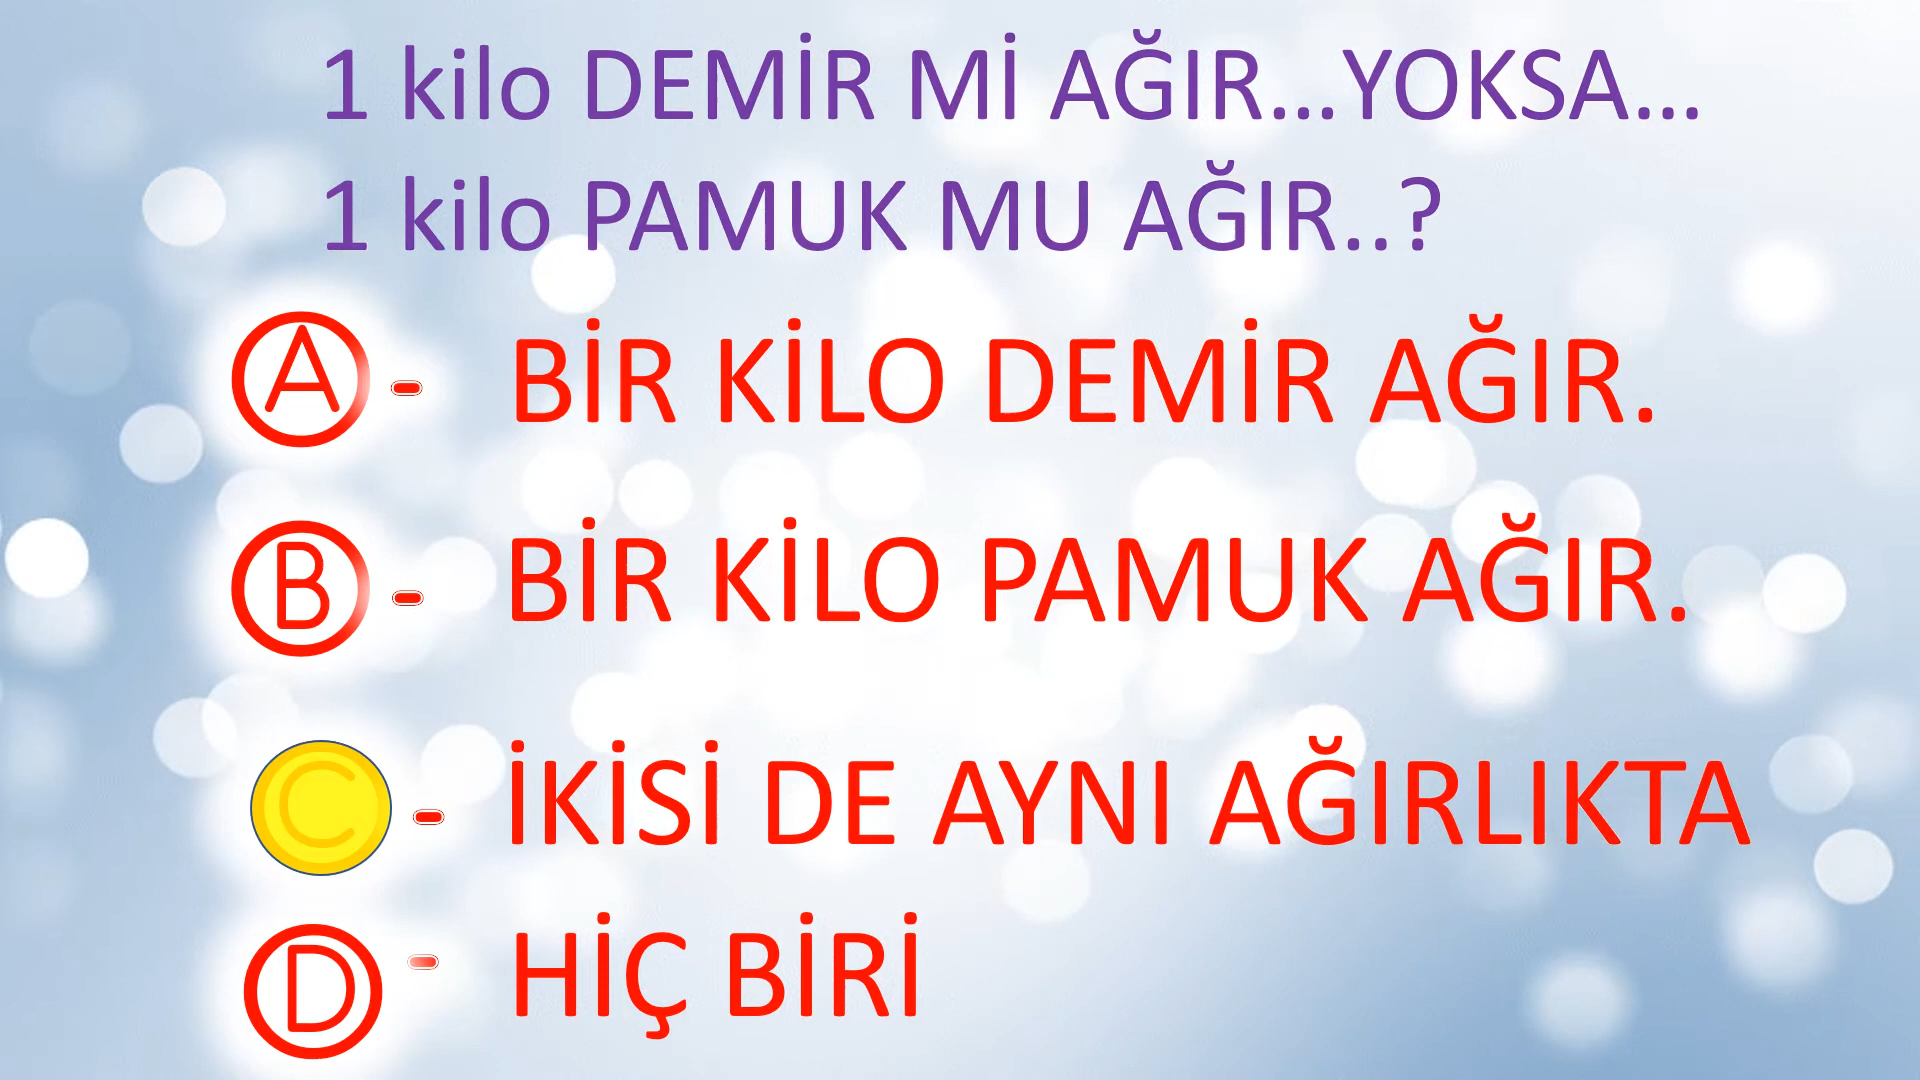 1 kilo DEMİR Mİ AĞIR...YOKSA...
1 kilo PAMUK MU AĞIR..?
A - BİR KİLO DEMİR AĞIR.
B - BİR KİLO PAMUK AĞIR.
C - İKİSİ DE AYNI AĞIRLIKTA
D - HİÇ BİRİ